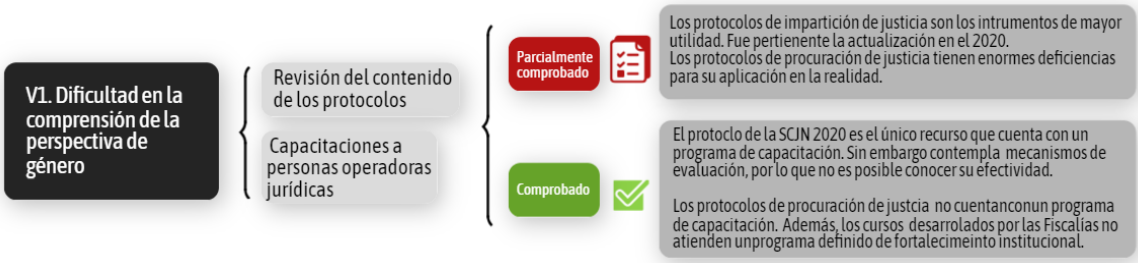 V1. Dificultad en la
comprensión de la
perspectiva de
género
Revisión del contenido
de los protocolos
Capacitaciones a
personas operadoras
jurídicas
Parcialmente
comprobado
Los protocolos de impartición de justicia son los intrumentos de mayor
utilidad. Fue pertienente la actualización en el 2020.
Los protocolos de procuración de justicia tienen enormes deficiencias
para su aplicación en la realidad.
Comprobado
El protoclo de la SCJN 2020 es el único recurso que cuenta con un
programa de capacitación. Sin embargo contempla mecanismos de
evaluación, por lo que no es posible conocer su efectividad.
Los protocolos de procuración de justcia no cuentanconun programa
de capacitación. Además, los cursos desarrolados por las Fiscalías no
atienden unprograma definido de fortalecimeinto institucional.